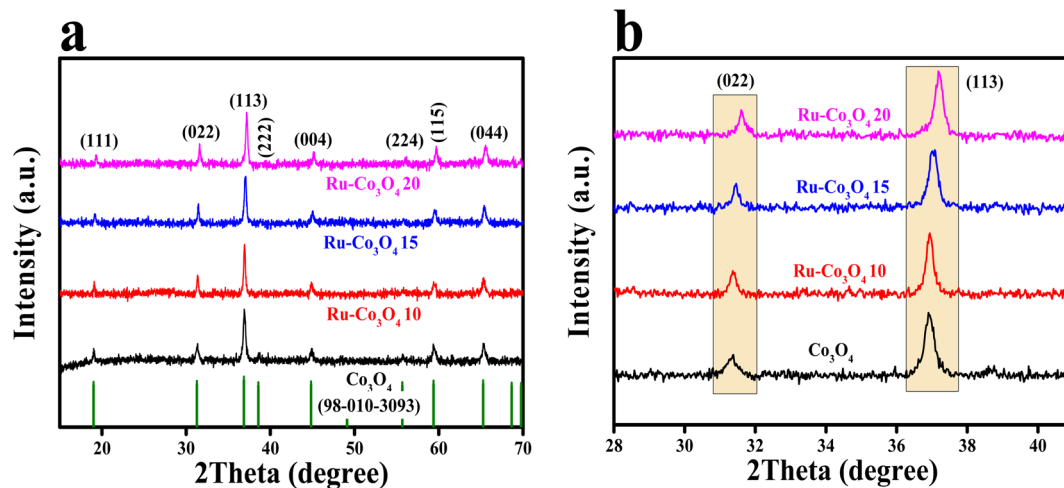 a
Intensity (a.u.)
(111)
(022)
(113)
(222)
(004)
(224)
(115)
(044)
Ru-Co₃O₄ 20
Ru-Co₃O₄ 15
Ru-Co₃O₄ 10
Co₃O₄
(98-010-3093)
20 30 40 50 60 70
2Theta (degree)
b
Intensity (a.u.)
(022)
(113)
Ru-Co₃O₄ 20
Ru-Co₃O₄ 15
Ru-Co₃O₄ 10
Co₃O₄
28 30 32 34 36 38 40
2Theta (degree)